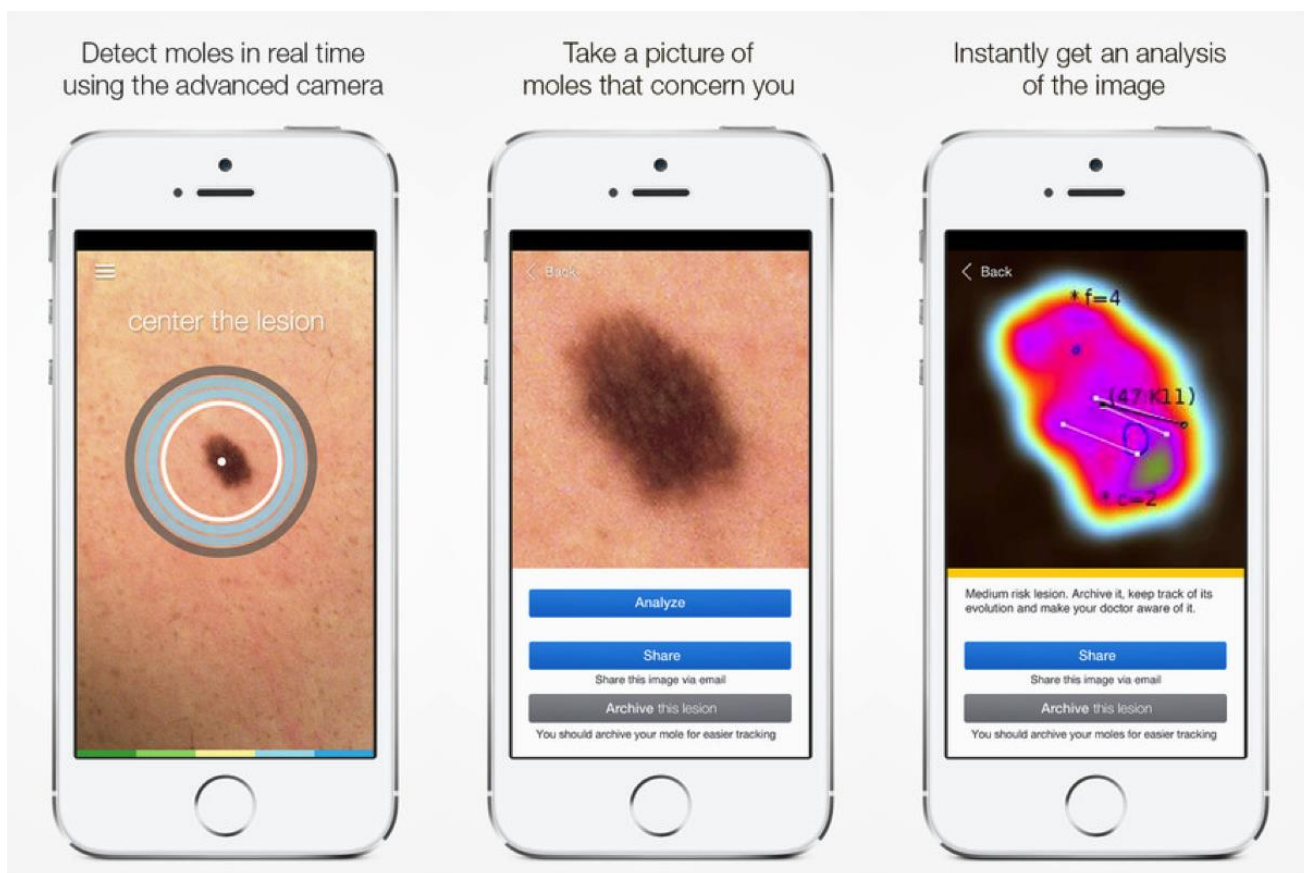 Detect moles in real time
using the advanced camera
Take a picture of
moles that concern you
Instantly get an analysis
of the image
center the lesion
Back
Analyze
Share
Share this image via email
Archive this lesion
You should archive your mole for easier tracking
Back
* f=4
(47 K11)
* c=2
Medium risk lesion. Archive it, keep track of its
evolution and make your doctor aware of it.
Share
Share this image via email
Archive this lesion
You should archive your moles for easier tracking